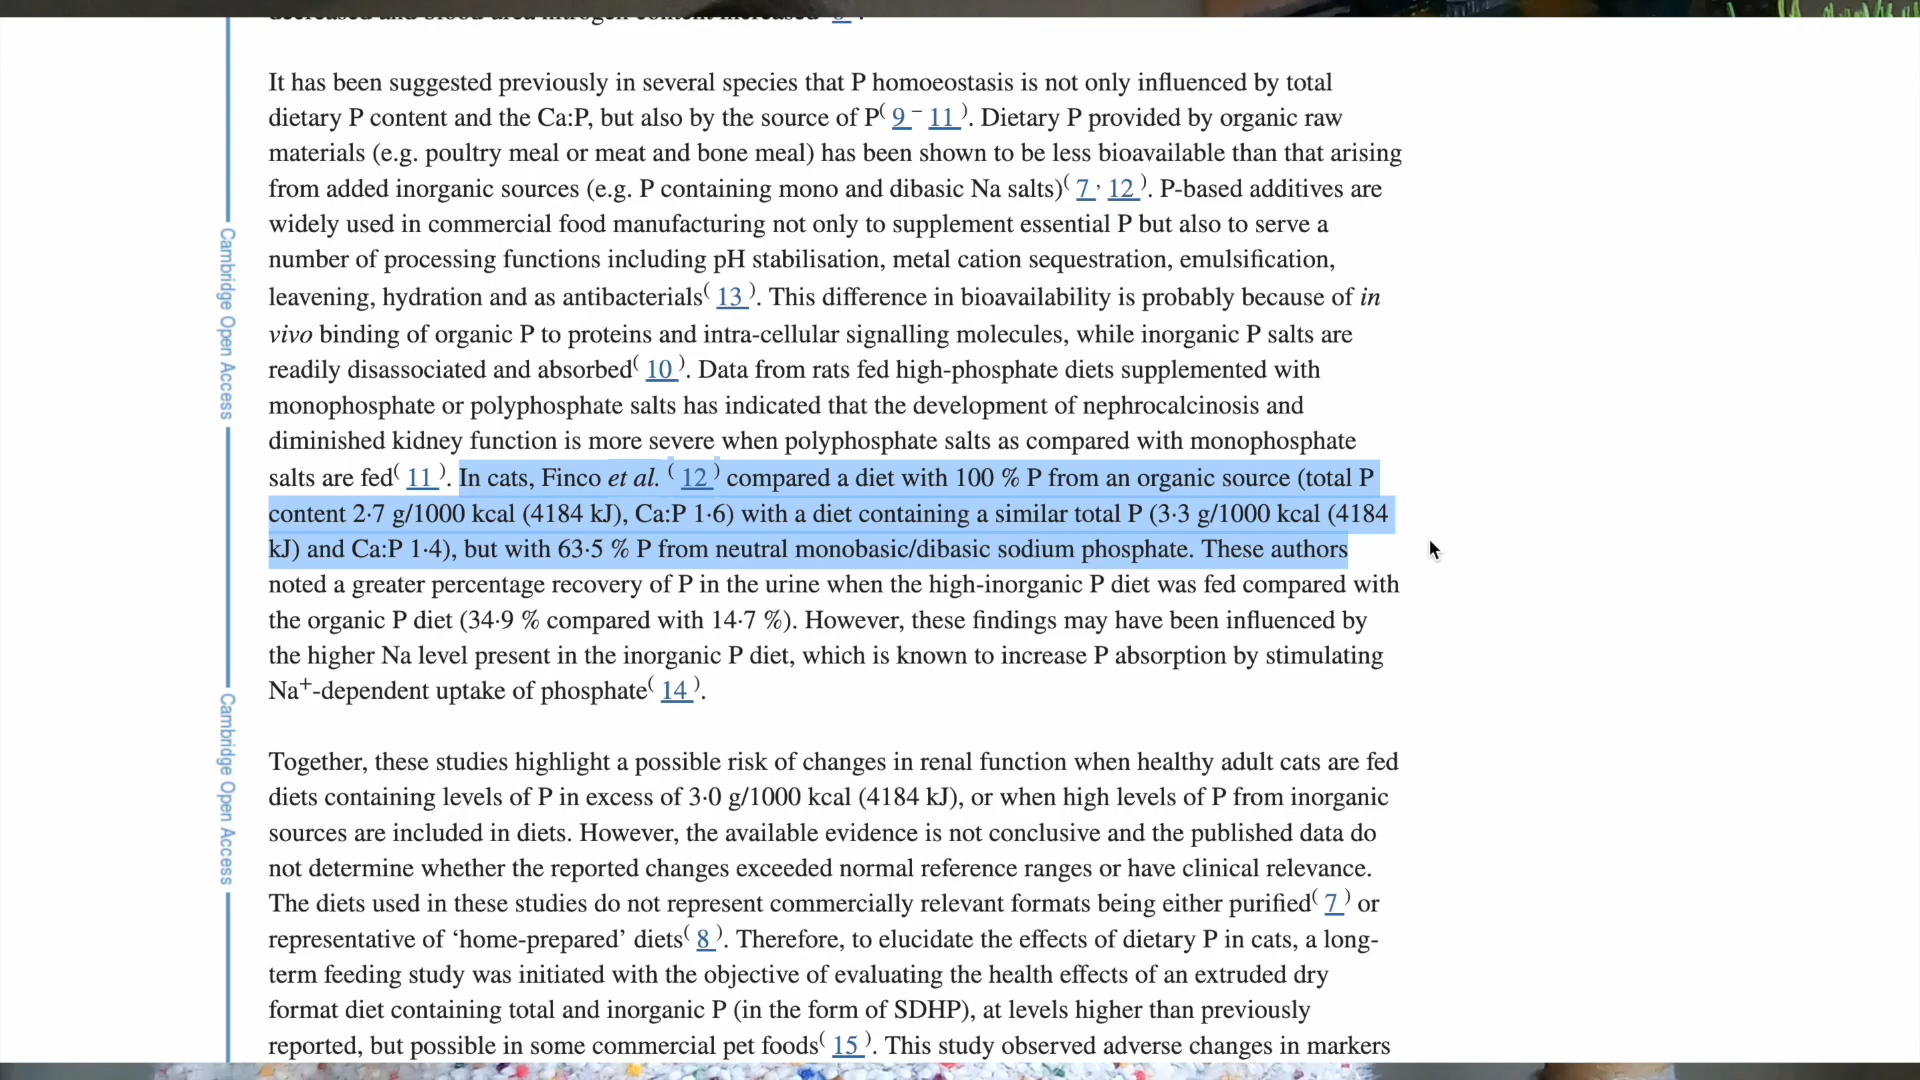 decreased and blood urea nitrogen content increased( 8 ).
It has been suggested previously in several species that P homoeostasis is not only influenced by total
dietary P content and the Ca:P, but also by the source of P( 9 – 11 ). Dietary P provided by organic raw
materials (e.g. poultry meal or meat and bone meal) has been shown to be less bioavailable than that arising
from added inorganic sources (e.g. P containing mono and dibasic Na salts)( 7 , 12 ). P-based additives are
widely used in commercial food manufacturing not only to supplement essential P but also to serve a
number of processing functions including pH stabilisation, metal cation sequestration, emulsification,
leavening, hydration and as antibacterials( 13 ). This difference in bioavailability is probably because of in
vivo binding of organic P to proteins and intra-cellular signalling molecules, while inorganic P salts are
readily disassociated and absorbed( 10 ). Data from rats fed high-phosphate diets supplemented with
monophosphate or polyphosphate salts has indicated that the development of nephrocalcinosis and
diminished kidney function is more severe when polyphosphate salts as compared with monophosphate
salts are fed( 11 ). In cats, Finco et al. ( 12 ) compared a diet with 100 % P from an organic source (total P
content 2·7 g/1000 kcal (4184 kJ), Ca:P 1·6) with a diet containing a similar total P (3·3 g/1000 kcal (4184
kJ) and Ca:P 1·4), but with 63·5 % P from neutral monobasic/dibasic sodium phosphate. These authors
noted a greater percentage recovery of P in the urine when the high-inorganic P diet was fed compared with
the organic P diet (34·9 % compared with 14·7 %). However, these findings may have been influenced by
the higher Na level present in the inorganic P diet, which is known to increase P absorption by stimulating
Na+-dependent uptake of phosphate( 14 ).
Together, these studies highlight a possible risk of changes in renal function when healthy adult cats are fed
diets containing levels of P in excess of 3·0 g/1000 kcal (4184 kJ), or when high levels of P from inorganic
sources are included in diets. However, the available evidence is not conclusive and the published data do
not determine whether the reported changes exceeded normal reference ranges or have clinical relevance.
The diets used in these studies do not represent commercially relevant formats being either purified( 7 ) or
representative of ‘home-prepared’ diets( 8 ). Therefore, to elucidate the effects of dietary P in cats, a long-
term feeding study was initiated with the objective of evaluating the health effects of an extruded dry
format diet containing total and inorganic P (in the form of SDHP), at levels higher than previously
reported, but possible in some commercial pet foods( 15 ). This study observed adverse changes in markers
Cambridge Open Access
Cambridge Open Access